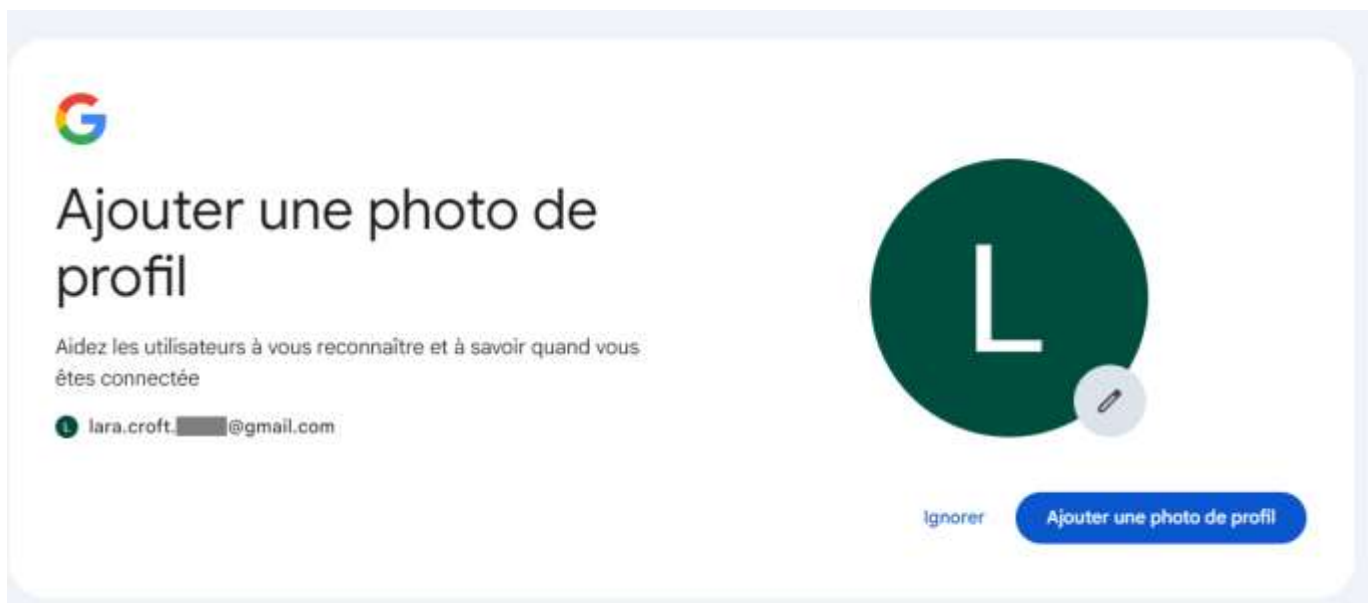 G
Ajouter une photo de
profil
Aidez les utilisateurs à vous reconnaître et à savoir quand vous
êtes connectée
L lara.croft. @gmail.com
L
Ignorer Ajouter une photo de profil